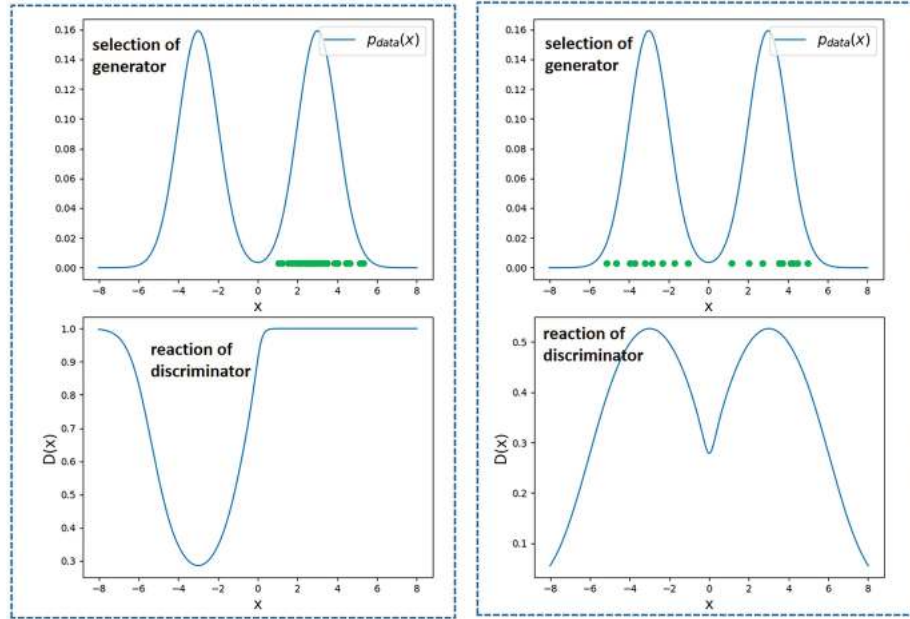 selection of
generator
p_data(x)
0.16
0.14
0.12
0.10
0.08
0.06
0.04
0.02
0.00
−8 −6 −4 −2 0 2 4 6 8
x
selection of
generator
p_data(x)
0.16
0.14
0.12
0.10
0.08
0.06
0.04
0.02
0.00
−8 −6 −4 −2 0 2 4 6 8
x
reaction of
discriminator
1.0
0.9
0.8
0.7
0.6
0.5
0.4
0.3
D(x)
−8 −6 −4 −2 0 2 4 6 8
x
reaction of
discriminator
0.5
0.4
0.3
0.2
0.1
D(x)
−8 −6 −4 −2 0 2 4 6 8
x